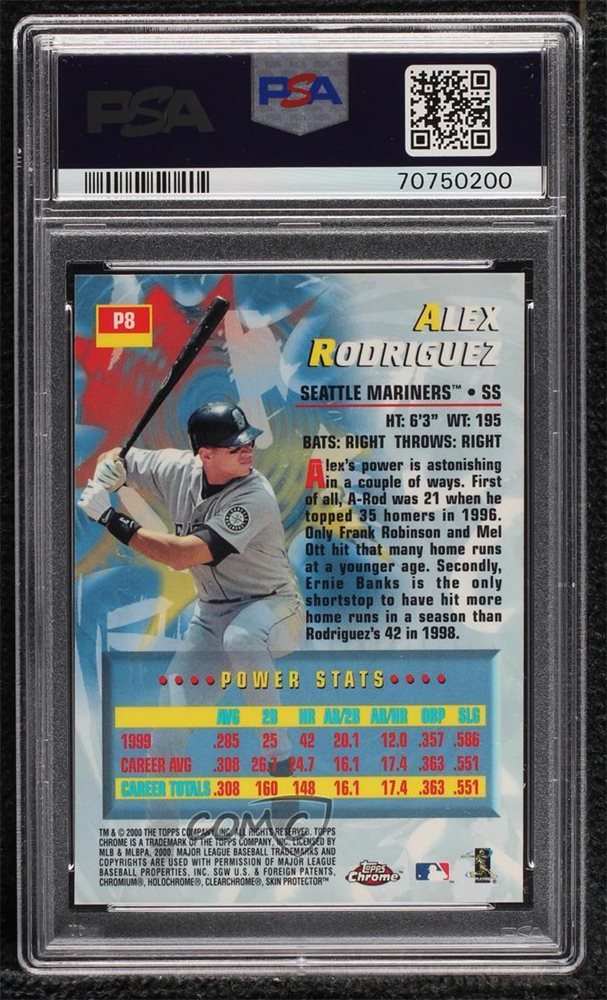 PSA
PSA
70750200
P8
ALEX
RODRIGUEZ
SEATTLE MARINERS™ • SS
HT: 6'3" WT: 195
BATS: RIGHT THROWS: RIGHT
Alex's power is astonishing
in a couple of ways. First
of all, A-Rod was 21 when he
topped 35 homers in 1996.
Only Frank Robinson and Mel
Ott hit that many home runs
at a younger age. Secondly,
Ernie Banks is the only
shortstop to have hit more
home runs in a season than
Rodriguez's 42 in 1998.
••••POWER STATS••••
AVG 2B HR AB/2B AB/HR OBP SLG
1999 .285 25 42 20.1 12.0 .357 .586
CAREER AVG .308 26.7 24.7 16.1 17.4 .363 .551
CAREER TOTALS .308 160 148 16.1 17.4 .363 .551
COMC
TM & © 2000 THE TOPPS COMPANY, INC. ALL RIGHTS RESERVED. TOPPS
CHROME IS A TRADEMARK OF THE TOPPS COMPANY, INC. LICENSED BY
MLB & MLBPA, 2000. MAJOR LEAGUE BASEBALL TRADEMARKS AND
COPYRIGHTS ARE USED WITH PERMISSION OF MAJOR LEAGUE
BASEBALL PROPERTIES, INC. SGW U.S. & FOREIGN PATENTS,
CHROMIUM®, HOLOCHROME®, CLEARCHROME®, SKIN PROTECTOR™
TOPPS
Chrome